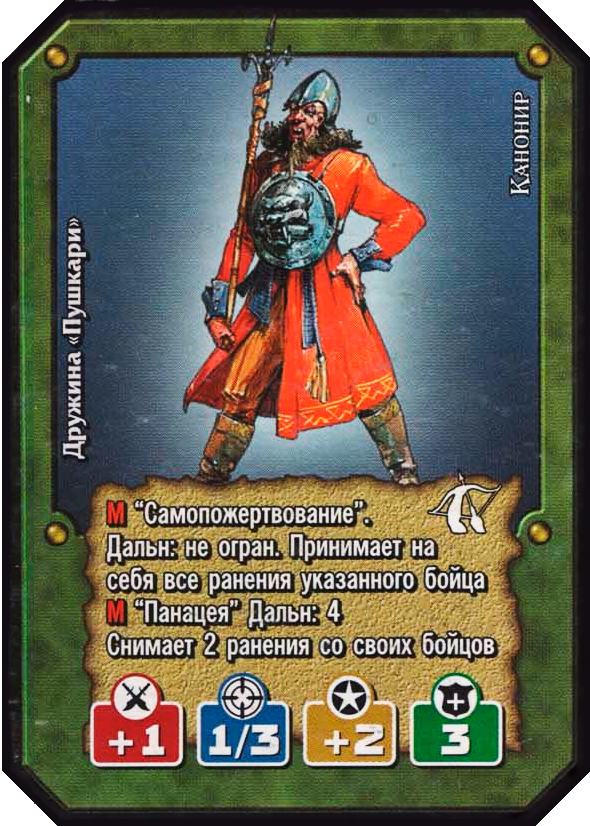 Канонир
Дружина «Пушкари»
М "Самопожертвование".
Дальн: не огран. Принимает на
себя все ранения указанного бойца
М "Панацея" Дальн: 4
Снимает 2 ранения со своих бойцов
+1 1/3 +2 3